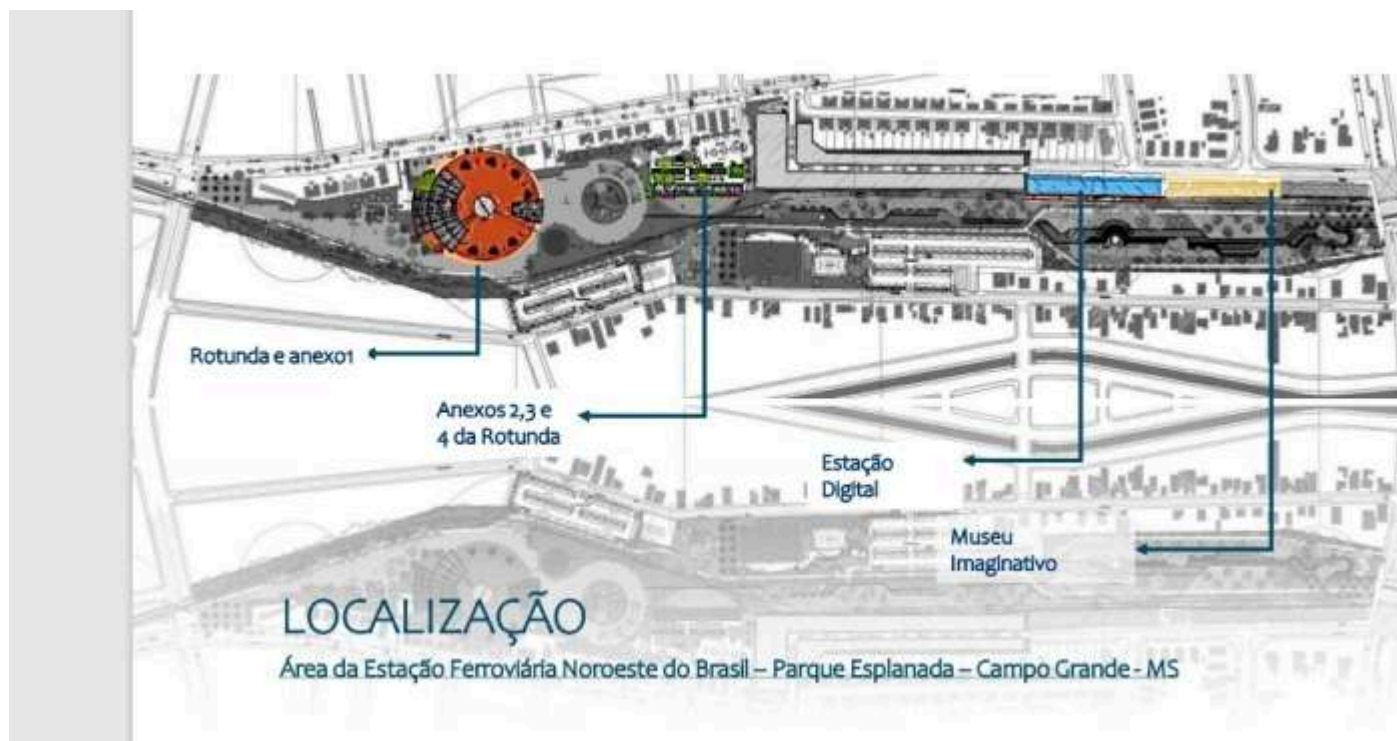 Rotunda e anexo1
Anexos 2,3 e
4 da Rotunda
Estação
Digital
Museu
Imaginativo
LOCALIZAÇÃO
Área da Estação Ferroviária Noroeste do Brasil – Parque Esplanada – Campo Grande - MS